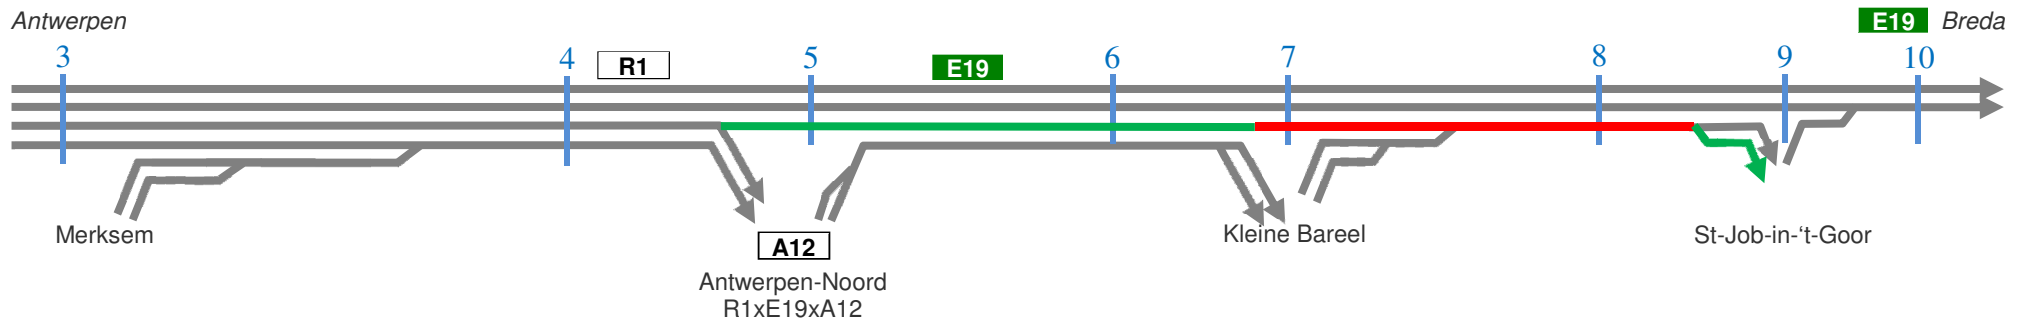 Antwerpen
E19 Breda
3 4 R1 5 E19 6 7 8 9 10
Merksem
A12
Antwerpen-Noord
R1xE19xA12
Kleine Bareel
St-Job-in-‘t-Goor